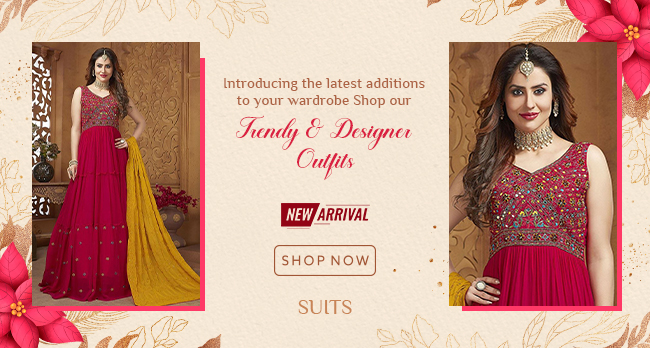 Introducing the latest additions
to your wardrobe Shop our
Trendy & Designer
Outfits
NEW ARRIVAL
SHOP NOW
SUITS